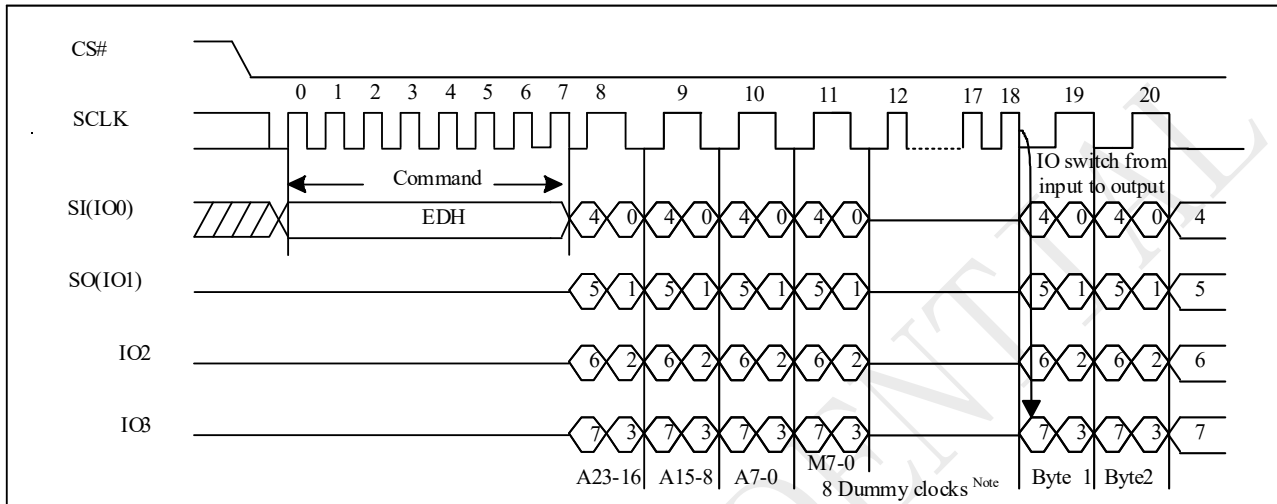 CS#
0 1 2 3 4 5 6 7 8 9 10 11 12 17 18 19 20
SCLK
Command
IO switch from
input to output
SI(IO0)
EDH 4 0 4 0 4 0 4 0 4 0 4 0 4
SO(IO1) 5 1 5 1 5 1 5 1 5 1 5 1 5
IO2 6 2 6 2 6 2 6 2 6 2 6 2 6
IO3 7 3 7 3 7 3 7 3 7 3 7 3 7
A23-16 A15-8 A7-0 M7-0
8 Dummy clocks Note
Byte 1 Byte2
DENTIAL